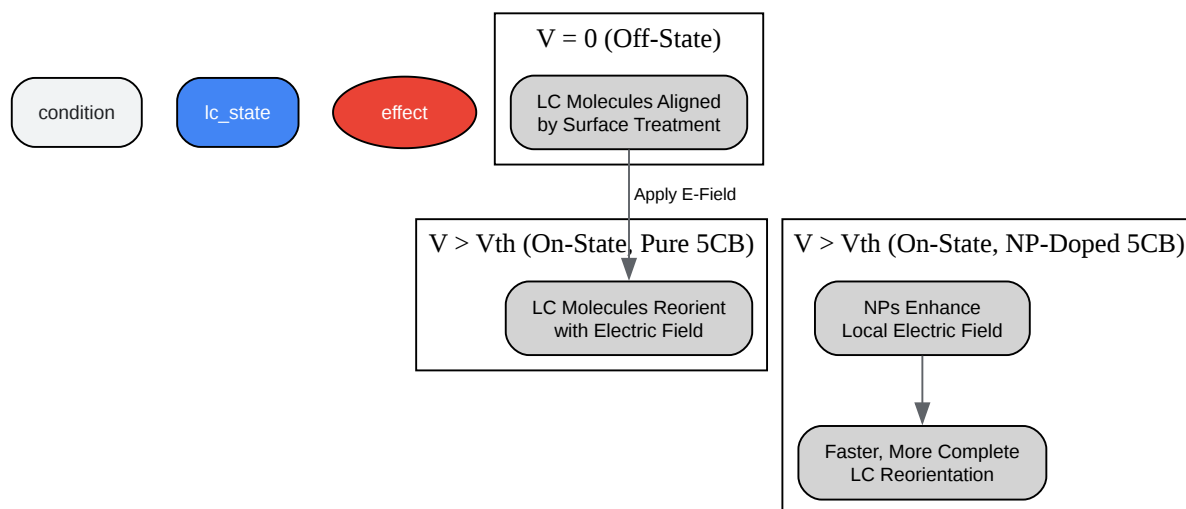 V = 0 (Off-State)
condition
lc_state
effect
LC Molecules Aligned
by Surface Treatment
Apply E-Field
V > Vth (On-State, Pure 5CB)
LC Molecules Reorient
with Electric Field
V > Vth (On-State, NP-Doped 5CB)
NPs Enhance
Local Electric Field
Faster, More Complete
LC Reorientation